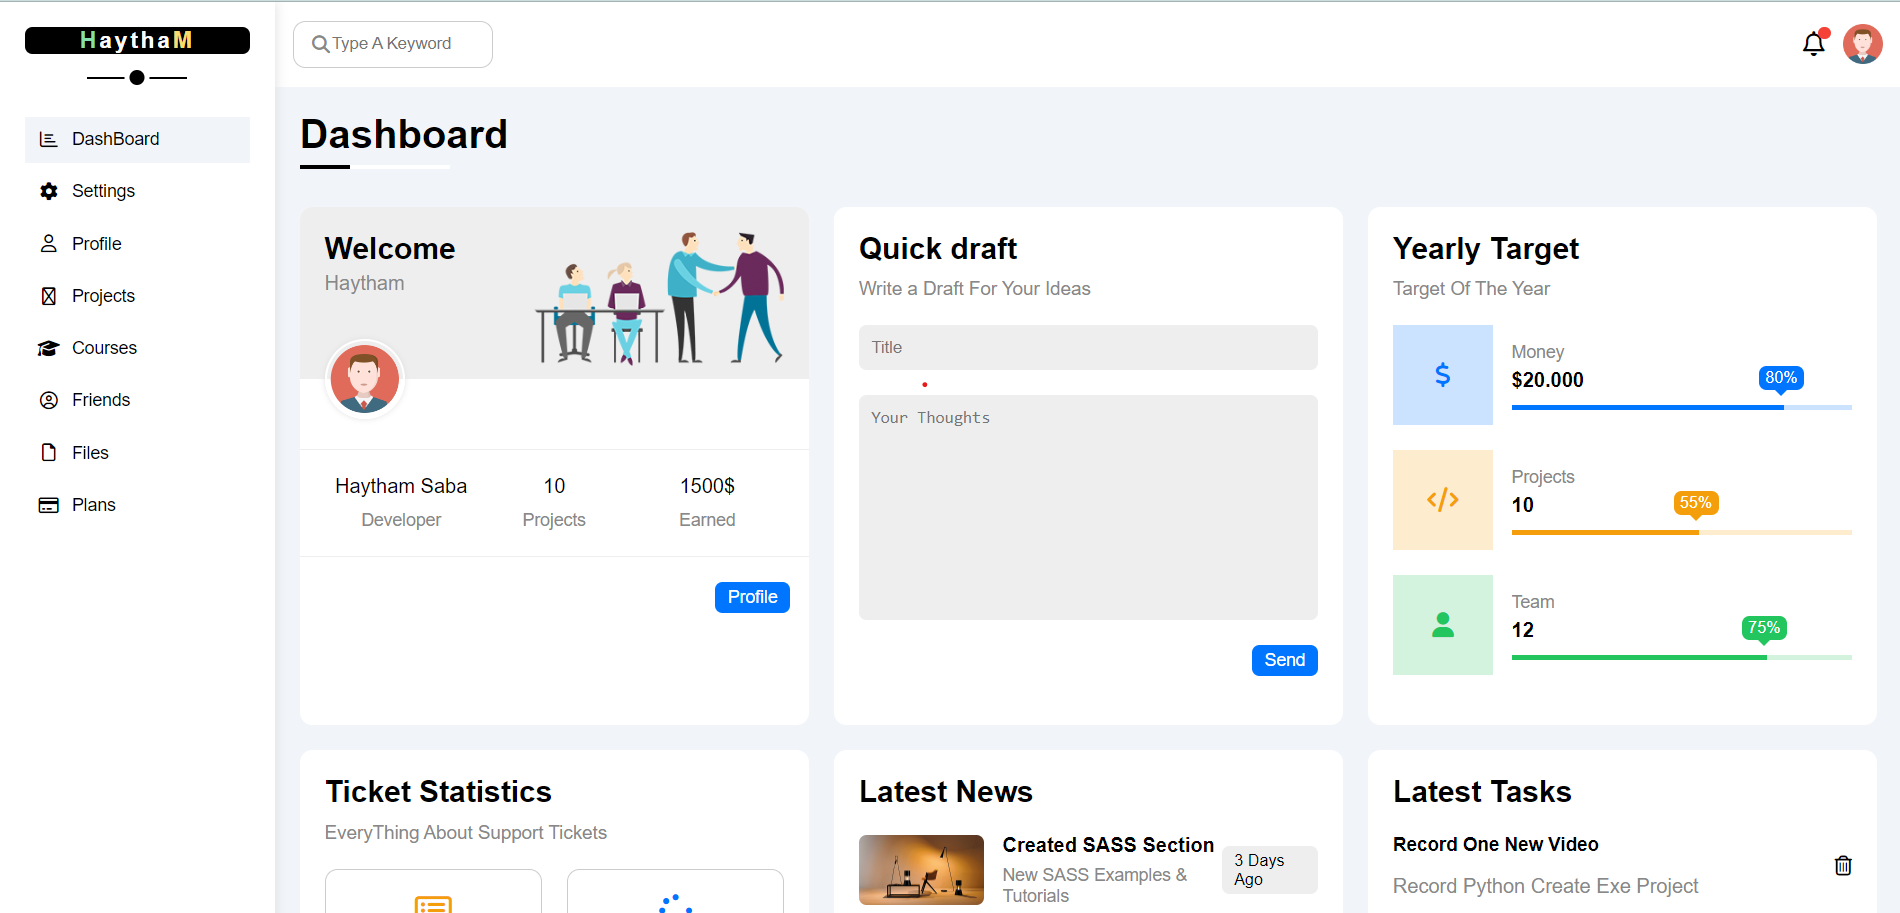 HaythaM
Type A Keyword
DashBoard
Settings
Profile
Projects
Courses
Friends
Files
Plans
Dashboard
Welcome
Haytham
Haytham Saba
Developer
10
Projects
1500$
Earned
Profile
Quick draft
Write a Draft For Your Ideas
Title
Your Thoughts
Send
Yearly Target
Target Of The Year
Money
$20.000
80%
Projects
10
55%
Team
12
75%
Ticket Statistics
EveryThing About Support Tickets
Latest News
Created SASS Section
New SASS Examples &
Tutorials
3 Days
Ago
Latest Tasks
Record One New Video
Record Python Create Exe Project